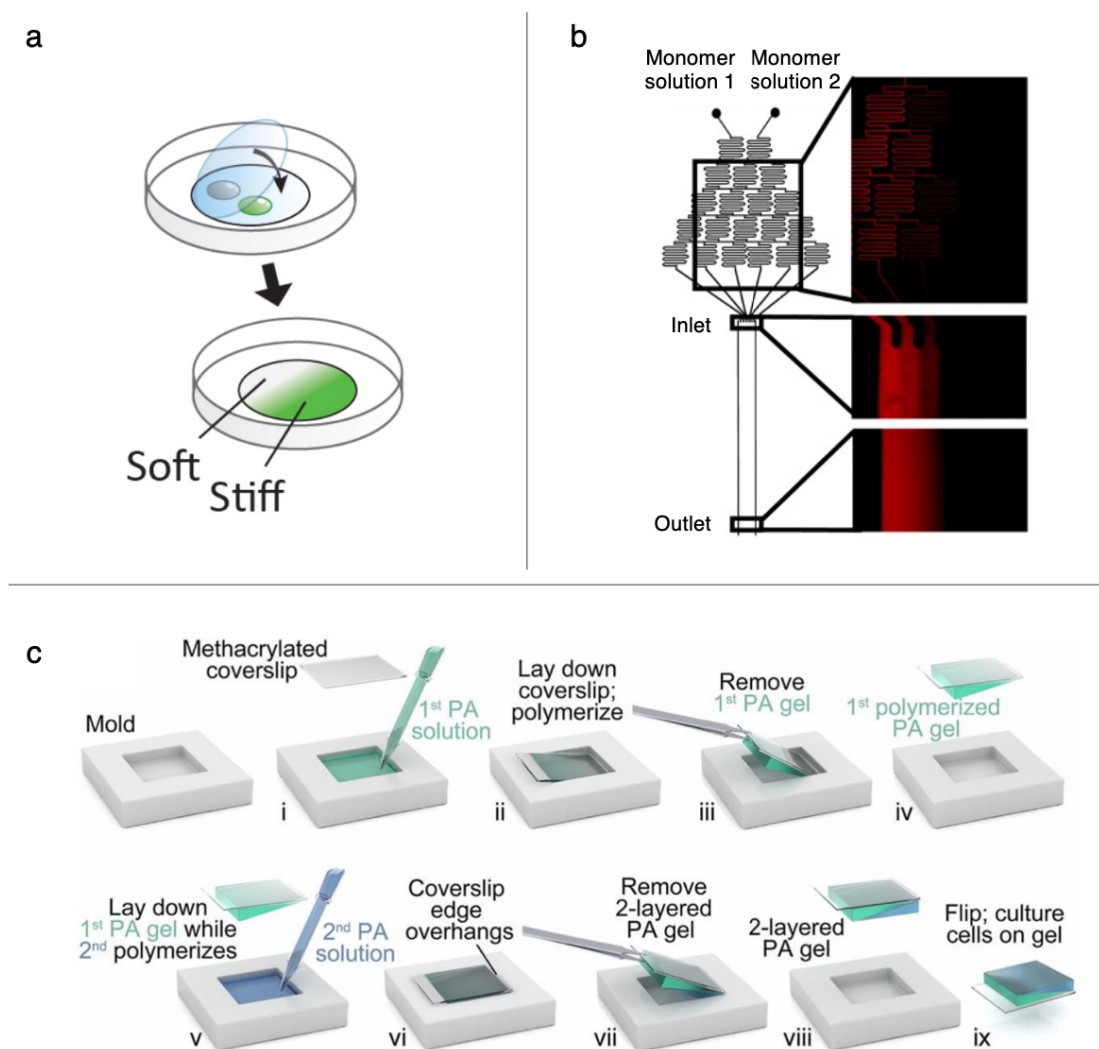 a
Soft
Stiff
b
Monomer
solution 1
Monomer
solution 2
Inlet
Outlet
c
Mold
Methacrylated
coverslip
1st PA
solution
i
Lay down
coverslip;
polymerize
ii
Remove
1st PA gel
iii
1st polymerized
PA gel
iv
Lay down
1st PA gel while
2nd polymerizes
2nd PA
solution
v
Coverslip
edge
overhangs
vi
Remove
2-layered
PA gel
vii
2-layered
PA gel
viii
Flip; culture
cells on gel
ix